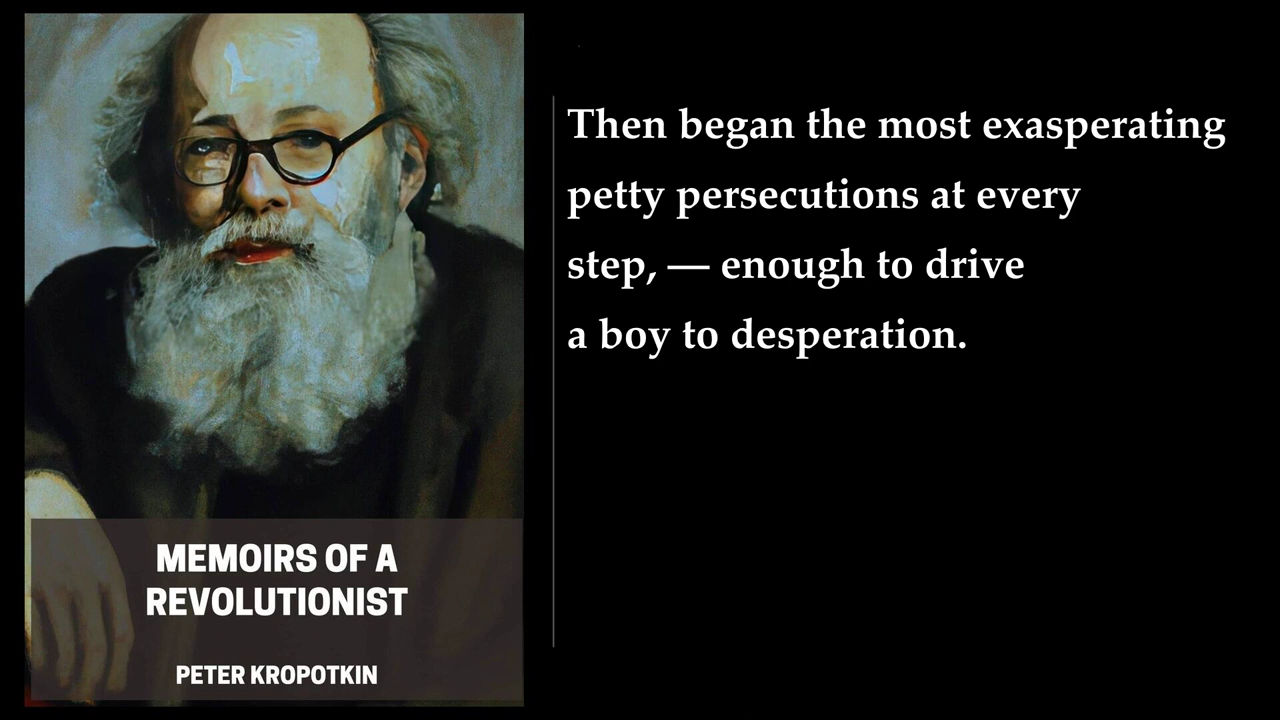 MEMOIRS OF A
REVOLUTIONIST
PETER KROPOTKIN
Then began the most exasperating
petty persecutions at every
step, — enough to drive
a boy to desperation.